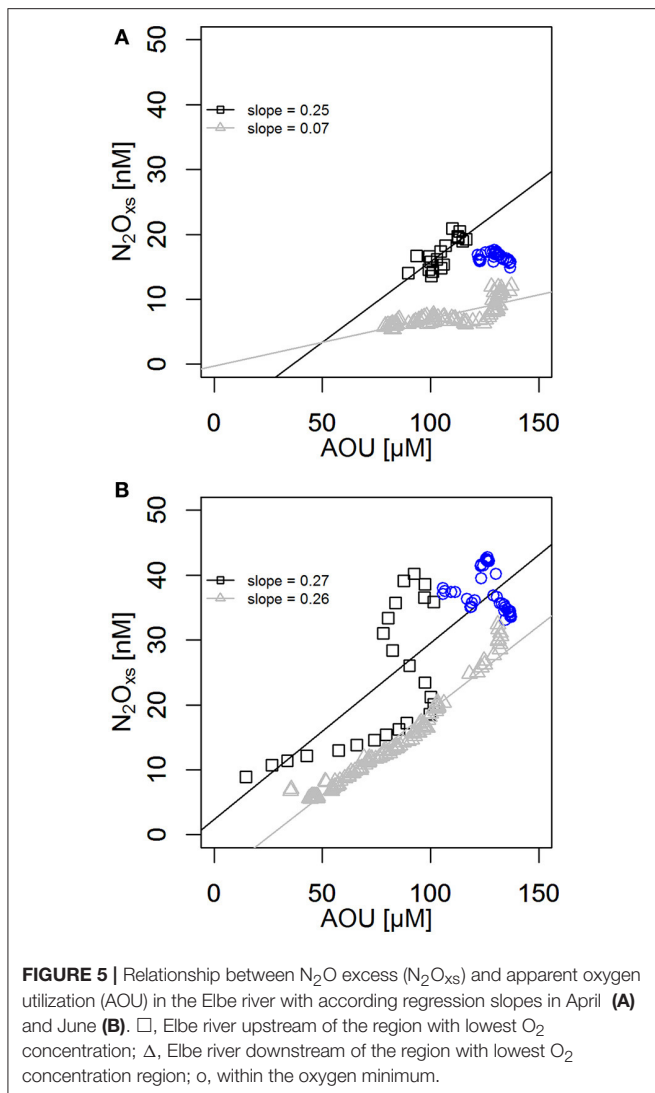 A
N₂Oₓₛ [nM]
50
40
30
20
10
0
slope = 0.25
slope = 0.07
0 50 100 150
AOU [µM]
B
N₂Oₓₛ [nM]
50
40
30
20
10
0
slope = 0.27
slope = 0.26
0 50 100 150
AOU [µM]
FIGURE 5 | Relationship between N₂O excess (N₂Oₓₛ) and apparent oxygen
utilization (AOU) in the Elbe river with according regression slopes in April (A)
and June (B). □, Elbe river upstream of the region with lowest O₂
concentration; Δ, Elbe river downstream of the region with lowest O₂
concentration region; o, within the oxygen minimum.